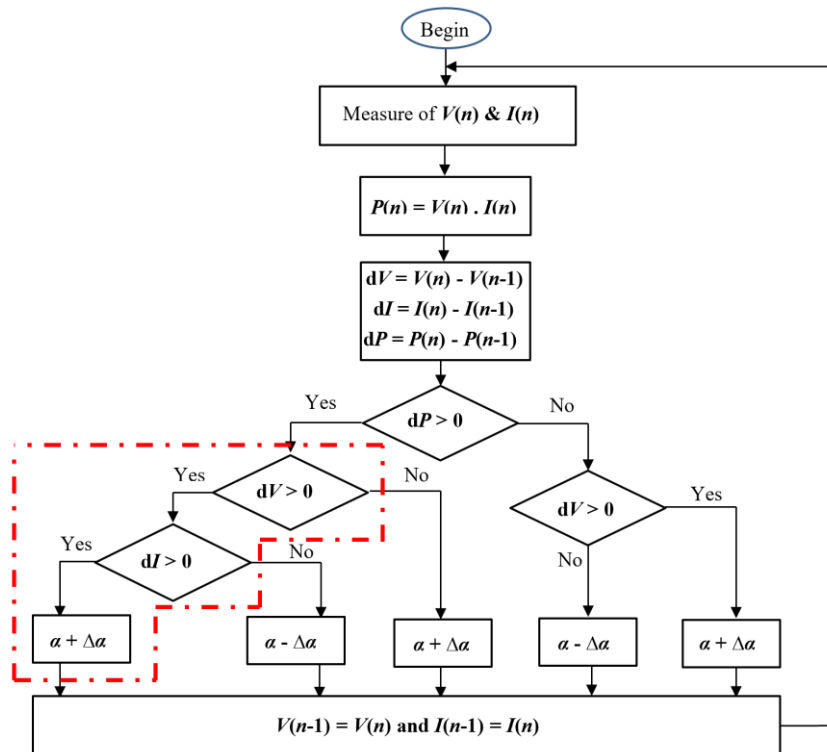 Begin
Measure of V(n) & I(n)
P(n) = V(n) . I(n)
dV = V(n) - V(n-1)
dI = I(n) - I(n-1)
dP = P(n) - P(n-1)
Yes
dP > 0
No
Yes
dV > 0
No
dV > 0
Yes
Yes
dI > 0
No
No
α + Δα
α - Δα
α + Δα
α - Δα
α + Δα
V(n-1) = V(n) and I(n-1) = I(n)